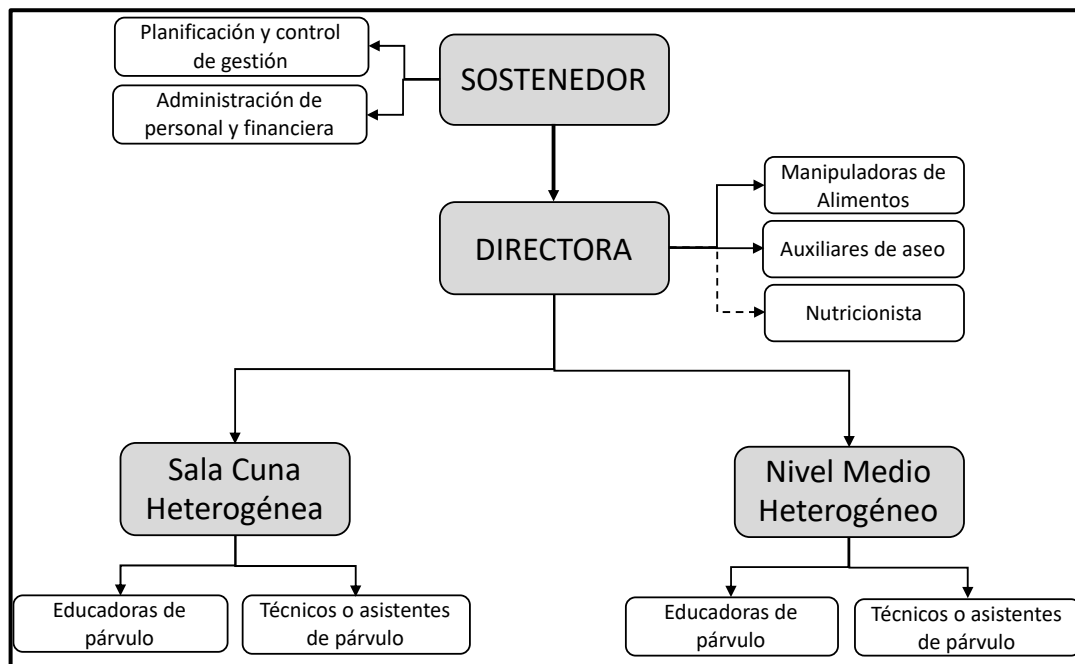 Planificación y control
de gestión
SOSTENEDOR
Administración de
personal y financiera
Manipuladoras de
Alimentos
DIRECTORA
Auxiliares de aseo
Nutricionista
Sala Cuna
Heterogénea
Nivel Medio
Heterogéneo
Educadoras de
párvulo
Técnicos o asistentes
de párvulo
Educadoras de
párvulo
Técnicos o asistentes
de párvulo